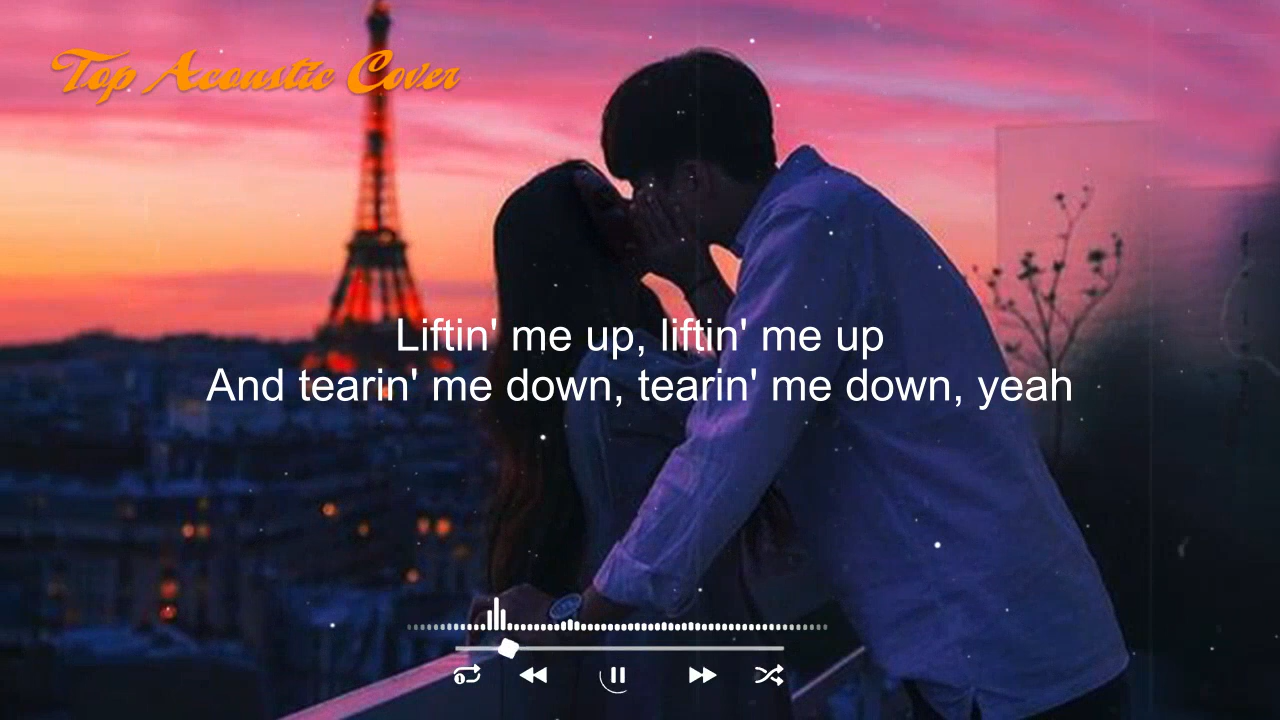 Top Acoustic Cover
Liftin' me up, liftin' me up
And tearin' me down, tearin' me down, yeah